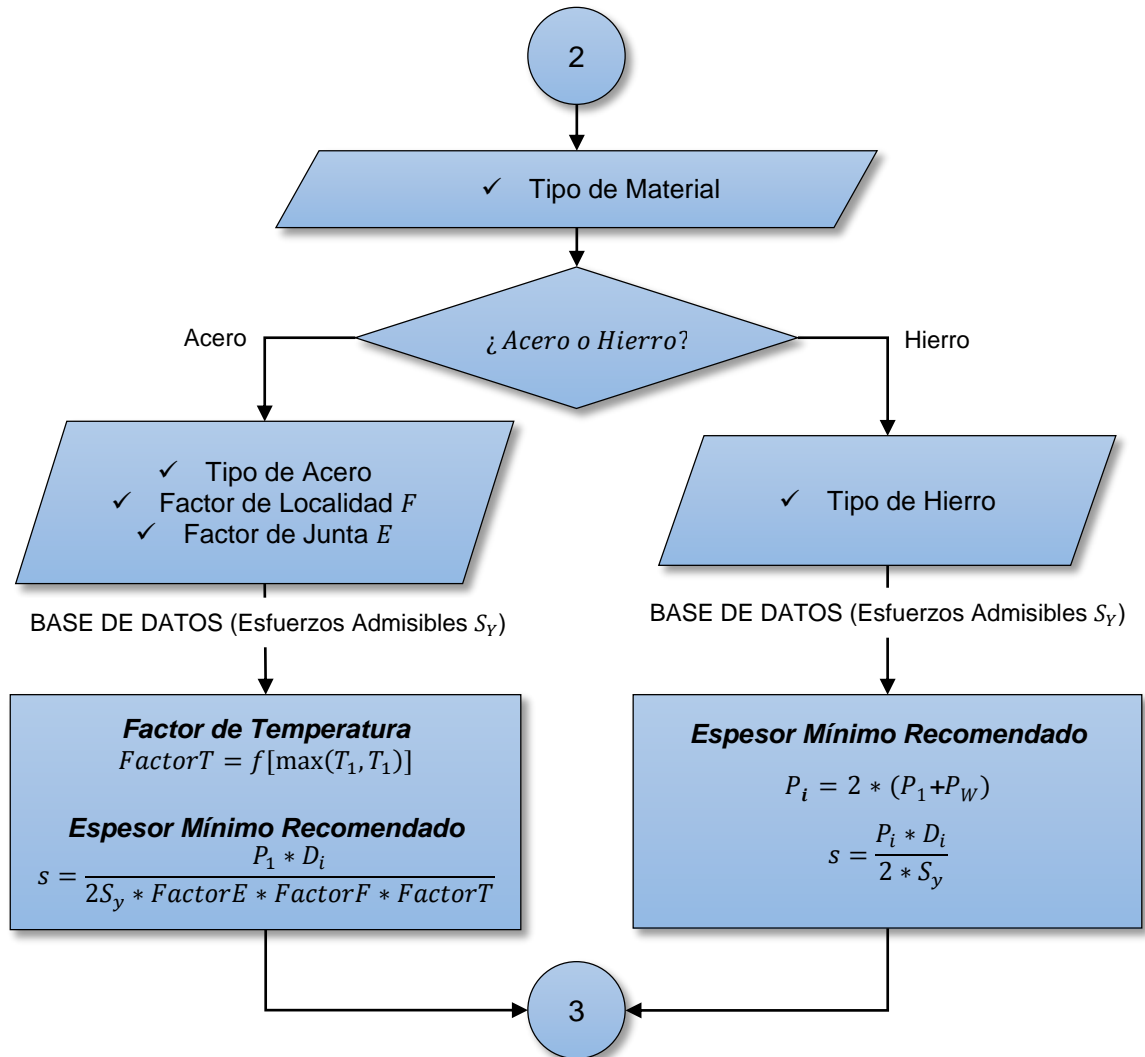 2
✓ Tipo de Material
¿Acero o Hierro?
Acero
Hierro
✓ Tipo de Acero
✓ Factor de Localidad F
✓ Factor de Junta E
✓ Tipo de Hierro
BASE DE DATOS (Esfuerzos Admisibles S_Y)
BASE DE DATOS (Esfuerzos Admisibles S_Y)
Factor de Temperatura
FactorT = f[max(T_1, T_1)]
Espesor Mínimo Recomendado
s = \frac{P_1 * D_i}{2S_y * FactorE * FactorF * FactorT}
Espesor Mínimo Recomendado
P_i = 2 * (P_1+P_W)
s = \frac{P_i * D_i}{2 * S_y}
3